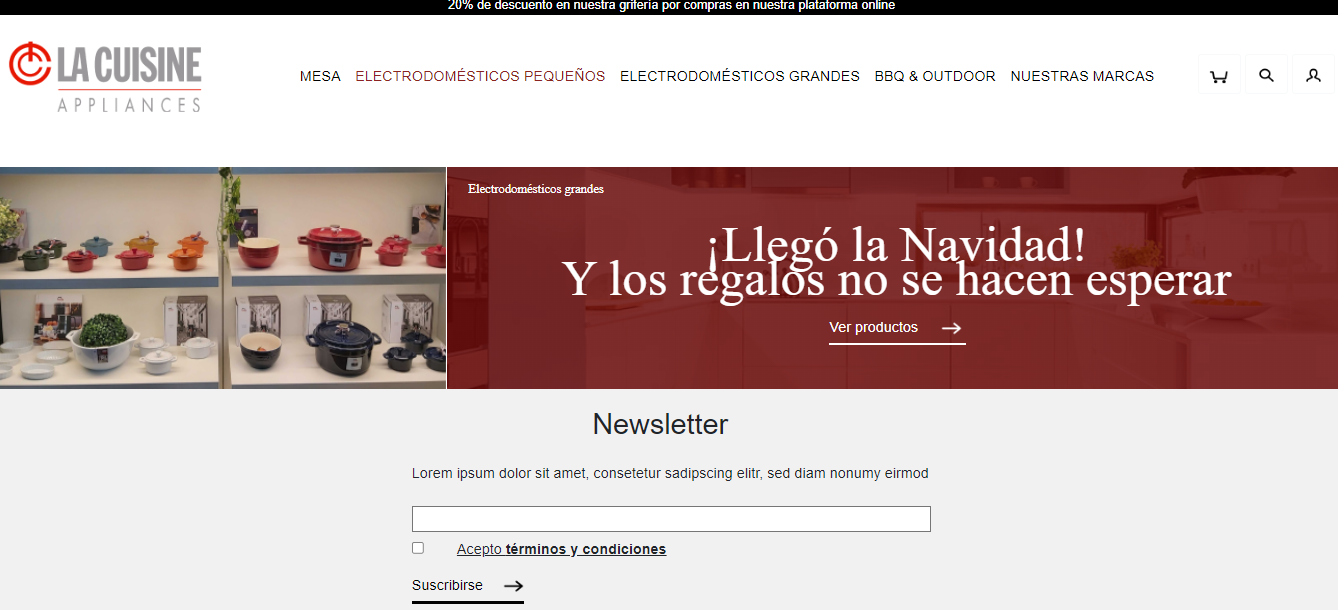 20% de descuento en nuestra grifería por compras en nuestra plataforma online
LA CUISINE
APPLIANCES
MESA ELECTRODOMÉSTICOS PEQUEÑOS ELECTRODOMÉSTICOS GRANDES BBQ & OUTDOOR NUESTRAS MARCAS
Electrodomésticos grandes
¡Llegó la Navidad!
Y los regalos no se hacen esperar
Ver productos
Newsletter
Lorem ipsum dolor sit amet, consetetur sadipscing elitr, sed diam nonumy eirmod
Acepto términos y condiciones
Suscribirse